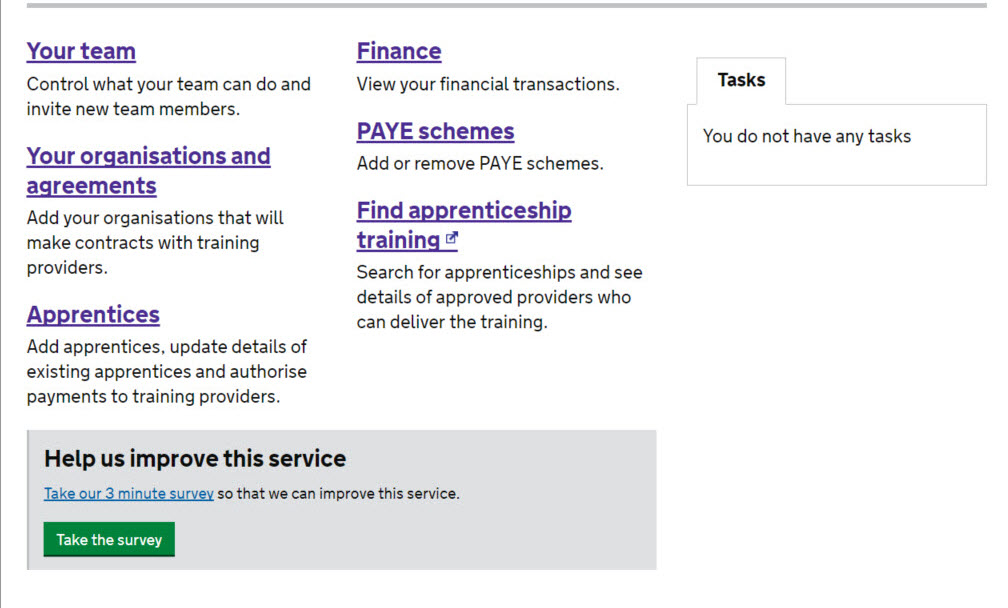 Your team
Control what your team can do and
invite new team members.
Your organisations and
agreements
Add your organisations that will
make contracts with training
providers.
Apprentices
Add apprentices, update details of
existing apprentices and authorise
payments to training providers.
Finance
View your financial transactions.
PAYE schemes
Add or remove PAYE schemes.
Find apprenticeship
training
Search for apprenticeships and see
details of approved providers who
can deliver the training.
Tasks
You do not have any tasks
Help us improve this service
Take our 3 minute survey so that we can improve this service.
Take the survey